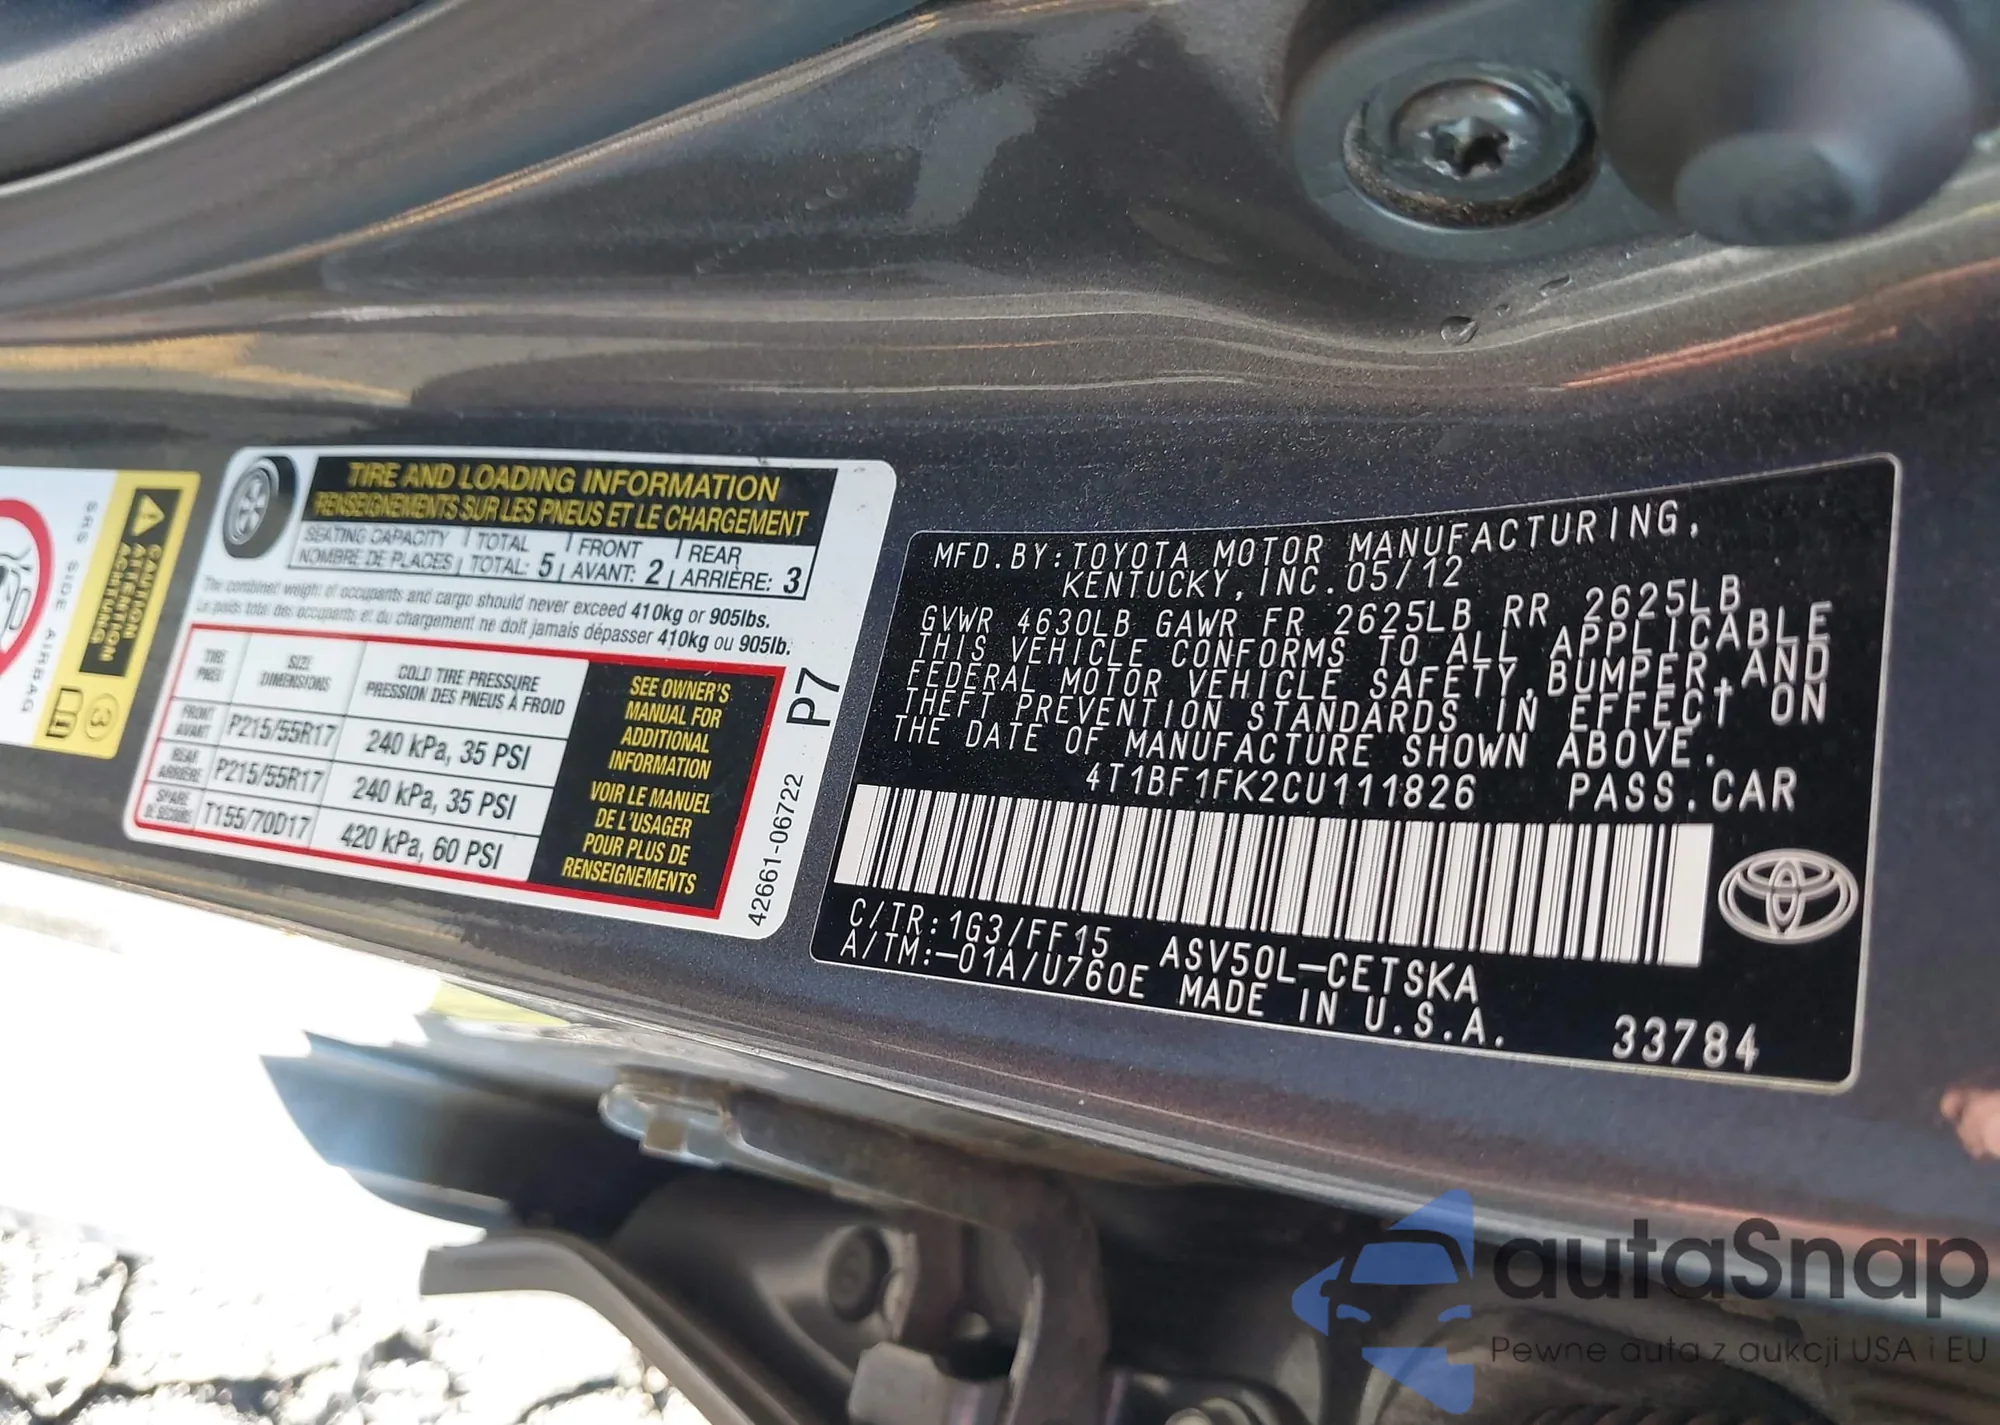 SRS SIDE AIRBAG
CAUTION
ATTENTION
3
TIRE AND LOADING INFORMATION
RENSEIGNEMENTS SUR LES PNEUS ET LE CHARGEMENT
SEATING CAPACITY TOTAL FRONT REAR
NOMBRE DE PLACES TOTAL: 5 AVANT: 2 ARRIÈRE: 3
The combined weight of occupants and cargo should never exceed 410kg or 905lbs.
Le poids total des occupants et du chargement ne doit jamais dépasser 410kg ou 905lb.
TIRE SIZE COLD TIRE PRESSURE
PNEU DIMENSIONS PRESSION DES PNEUS À FROID
FRONT
AVANT P215/55R17 240 kPa, 35 PSI
REAR
ARRIÈRE P215/55R17 240 kPa, 35 PSI
SPARE
DE SECOURS T155/70D17 420 kPa, 60 PSI
SEE OWNER'S
MANUAL FOR
ADDITIONAL
INFORMATION
VOIR LE MANUEL
DE L'USAGER
POUR PLUS DE
RENSEIGNEMENTS
P7
42661-06722
MFD.BY:TOYOTA MOTOR MANUFACTURING,
KENTUCKY,INC.05/12
GVWR 4630LB GAWR FR 2625LB RR 2625LB
THIS VEHICLE CONFORMS TO ALL APPLICABLE
FEDERAL MOTOR VEHICLE SAFETY,BUMPER,AND
THEFT PREVENTION STANDARDS IN EFFECT ON
THE DATE OF MANUFACTURE SHOWN ABOVE.
4T1BF1FK2CU111826 PASS.CAR
C/TR:1G3/FF15 ASV50L-CETSKA
A/TM:-01A/U760E MADE IN U.S.A.
33784
autaSnap
Pewne auta z aukcji USA i EU